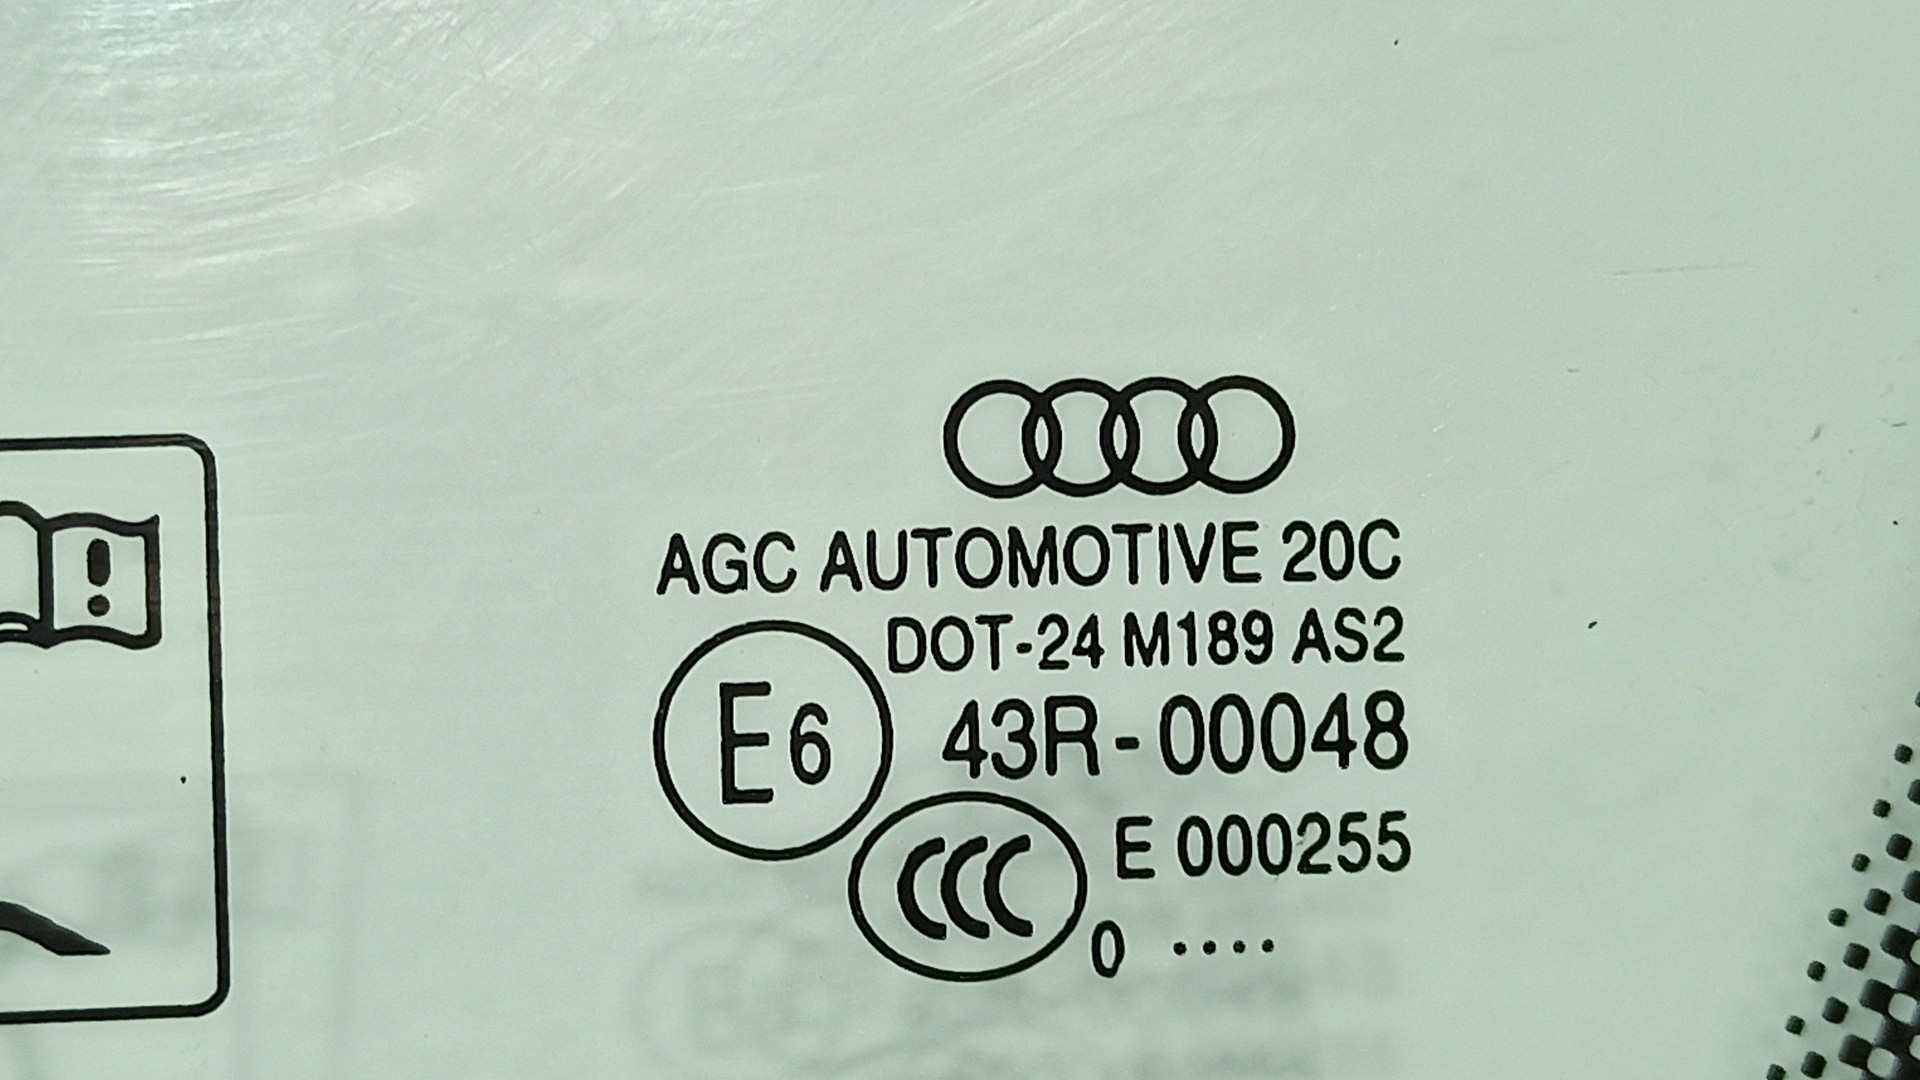 AGC AUTOMOTIVE 20C
DOT-24 M189 AS2
E6 43R-00048
CCC E 000255
0 ....